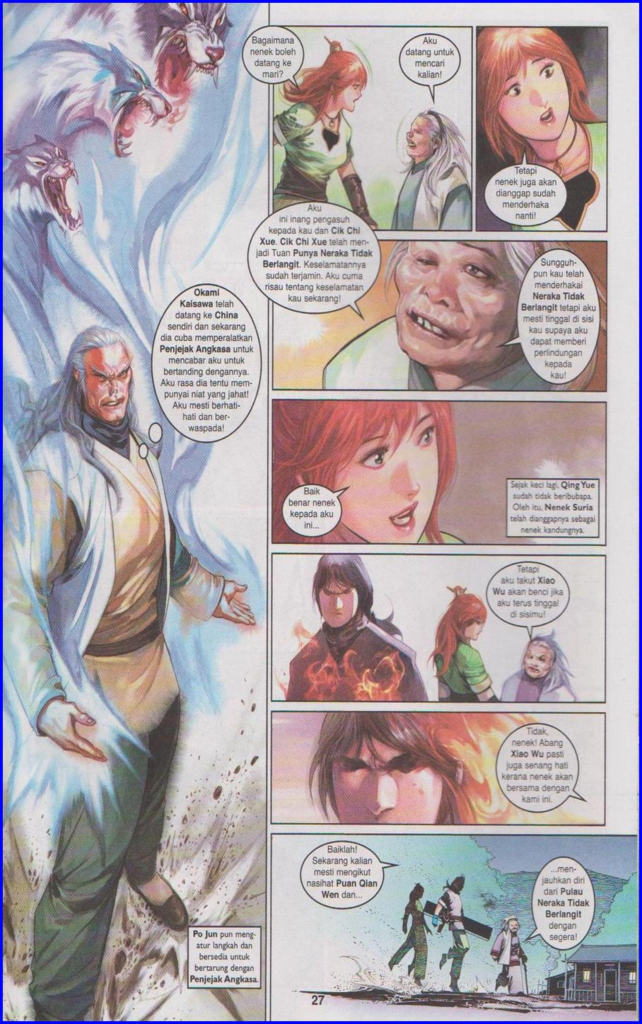 Okami
Kaisawa telah
datang ke China
sendiri dan sekarang
dia cuba memperalatkan
Penjejak Angkasa untuk
mencabar aku untuk
bertanding dengannya.
Aku rasa dia tentu mem-
punyai niat yang jahat!
Aku mesti berhati-
hati dan ber-
waspada!
Po Jun pun meng-
atur langkah dan
bersedia untuk
bertarung dengan
Penjejak Angkasa.
Bagaimana
nenek boleh
datang ke
mari?
Aku
datang untuk
mencari
kalian!
Tetapi
nenek juga akan
dianggap sudah
menderhaka
nanti!
Aku
ini inang pengasuh
kepada kau dan Cik Chi
Xue. Cik Chi Xue telah men-
jadi Tuan Punya Neraka Tidak
Berlangit. Keselamatannya
sudah terjamin. Aku cuma
risau tentang keselamatan
kau sekarang!
Sungguh-
pun kau telah
menderhakai
Neraka Tidak
Berlangit tetapi aku
mesti tinggal di sisi
kau supaya aku
dapat memberi
perlindungan
kepada
kau!
Baik
benar nenek
kepada aku
ini...
Sejak keci lagi, Qing Yue
sudah tidak beribubapa.
Oleh itu, Nenek Suria
telah dianggapnya sebagai
nenek kandungnya.
Tetapi
aku takut Xiao
Wu akan benci jika
aku terus tinggal
di sisimu!
Tidak,
nenek! Abang
Xiao Wu pasti
juga senang hati
kerana nenek akan
bersama dengan
kami ini.
Baiklah!
Sekarang kalian
mesti mengikut
nasihat Puan Qian
Wen dan...
...men-
jauhkan diri
dari Pulau
Neraka Tidak
Berlangit
dengan
segera!
27